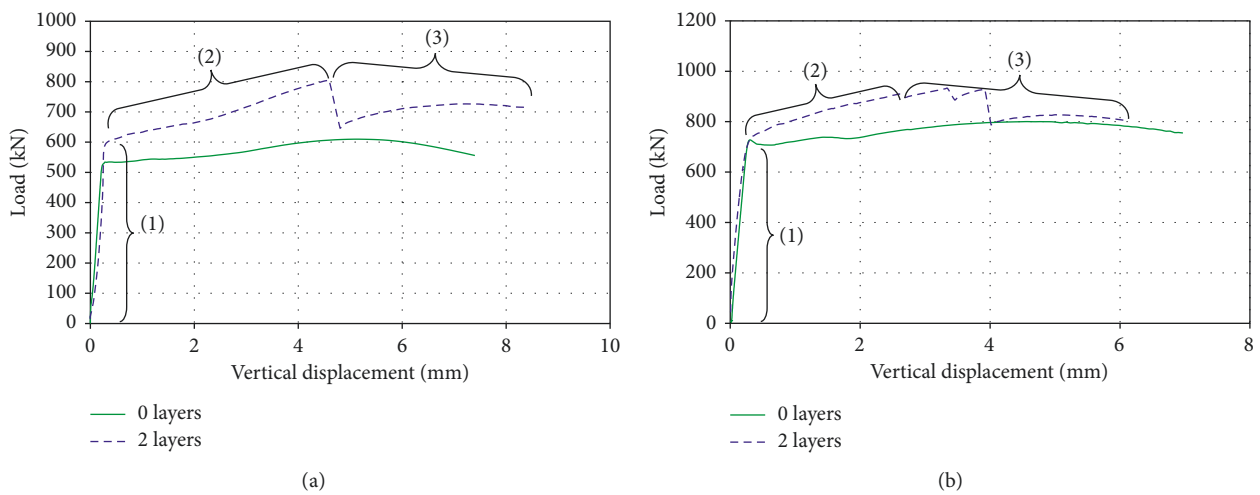 1000
900
800
700
600
500
400
300
200
100
0
Load (kN)
(1)
(2)
(3)
0 2 4 6 8 10
Vertical displacement (mm)
0 layers
2 layers
(a)
1200
1000
800
600
400
200
0
Load (kN)
(1)
(2)
(3)
0 2 4 6 8
Vertical displacement (mm)
0 layers
2 layers
(b)